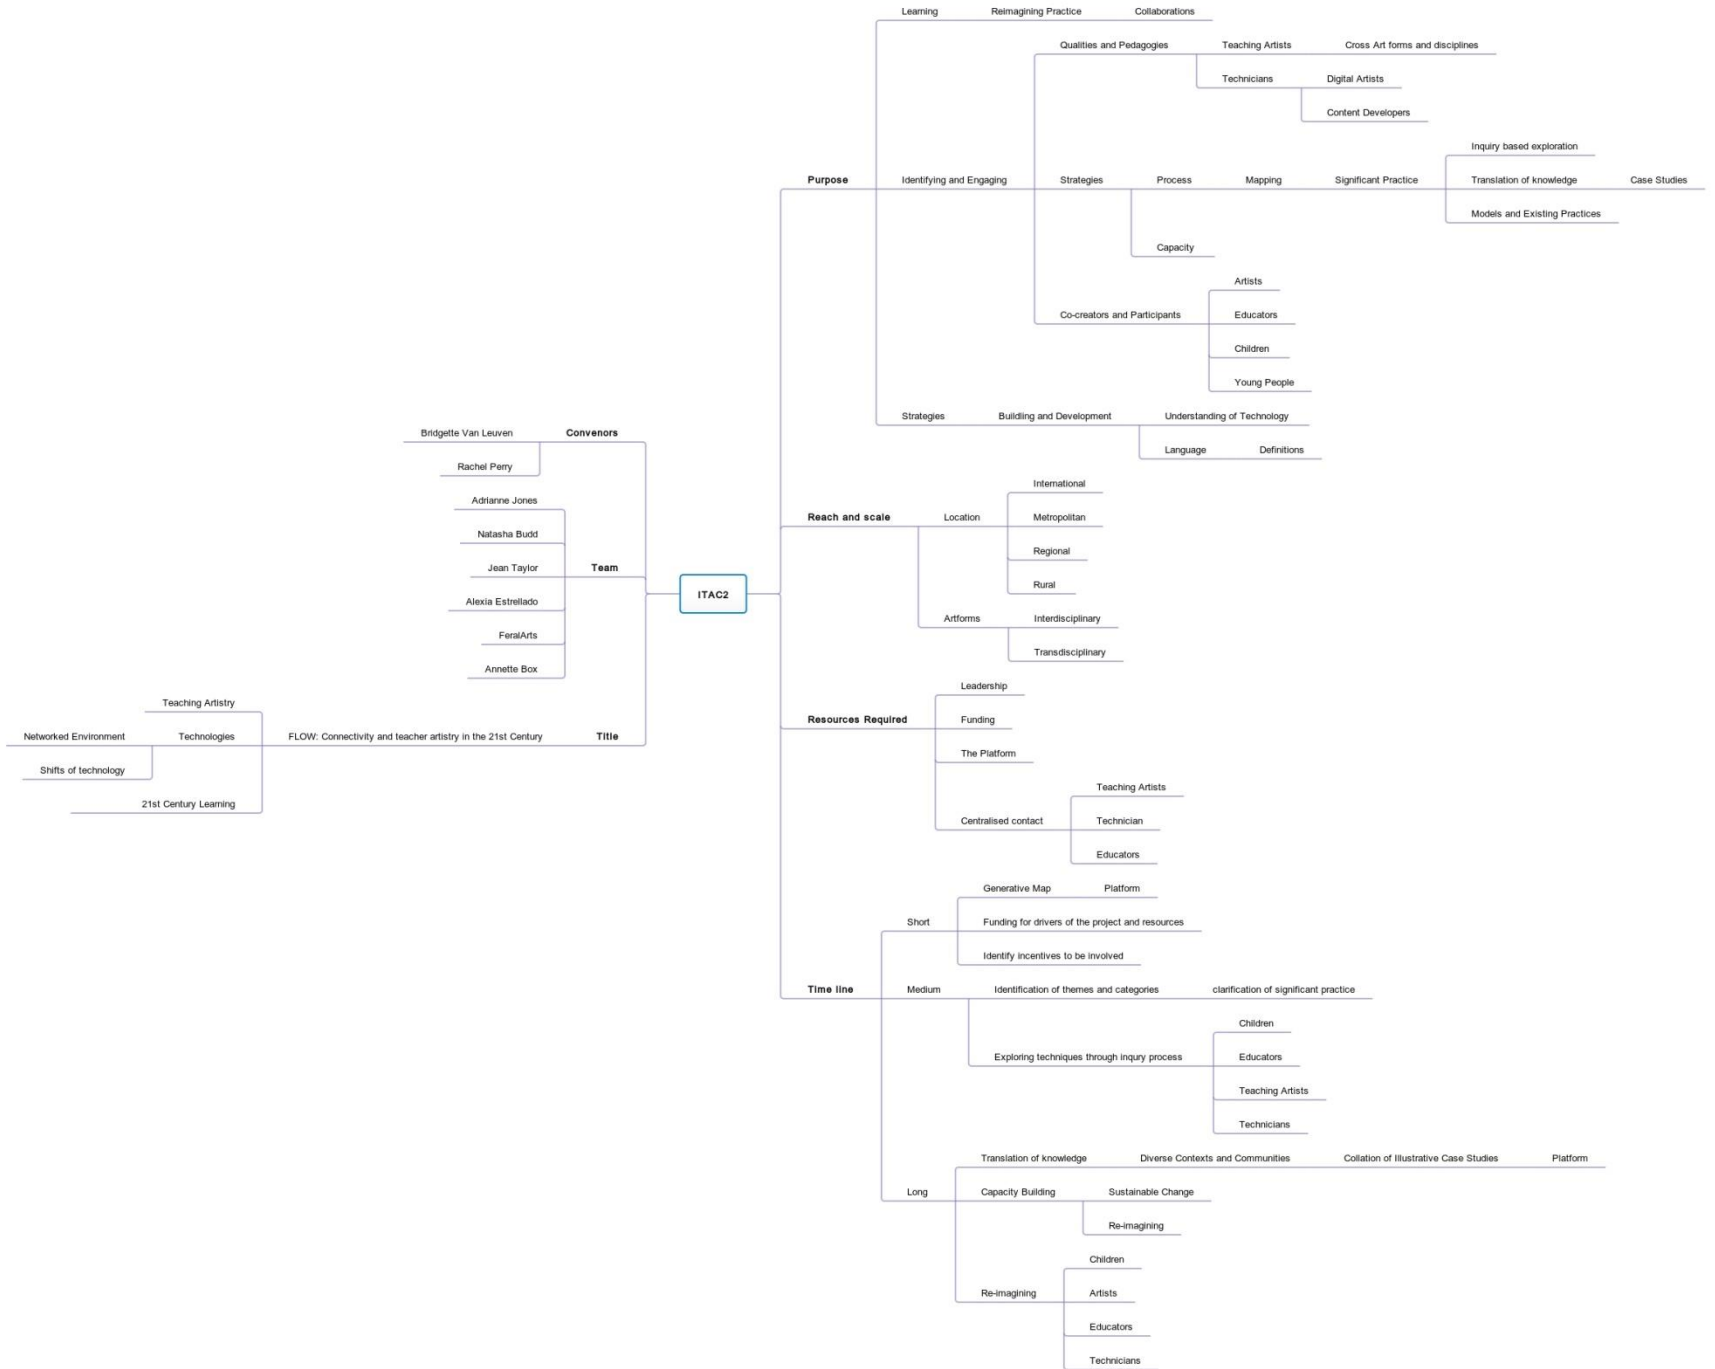 ITAC2
Convenors
Bridgette Van Leuven
Rachel Perry
Team
Adrianne Jones
Natasha Budd
Jean Taylor
Alexia Estrellado
FeralArts
Annette Box
Title
FLOW: Connectivity and teacher artistry in the 21st Century
Teaching Artistry
Technologies
Networked Environment
Shifts of technology
21st Century Learning
Purpose
Learning
Reimagining Practice
Collaborations
Identifying and Engaging
Qualities and Pedagogies
Teaching Artists
Cross Art forms and disciplines
Technicians
Digital Artists
Content Developers
Strategies
Process
Mapping
Significant Practice
Inquiry based exploration
Translation of knowledge
Case Studies
Models and Existing Practices
Capacity
Co-creators and Participants
Artists
Educators
Children
Young People
Strategies
Buildling and Development
Understanding of Technology
Language
Definitions
Reach and scale
Location
International
Metropolitan
Regional
Rural
Artforms
Interdisciplinary
Transdisciplinary
Resources Required
Leadership
Funding
The Platform
Centralised contact
Teaching Artists
Technician
Educators
Time line
Short
Generative Map
Platform
Funding for drivers of the project and resources
Identify incentives to be involved
Medium
Identification of themes and categories
clarification of significant practice
Exploring techniques through inqury process
Children
Educators
Teaching Artists
Technicians
Long
Translation of knowledge
Diverse Contexts and Communities
Collation of Illustrative Case Studies
Platform
Capacity Building
Sustainable Change
Re-imagining
Re-imagining
Children
Artists
Educators
Technicians